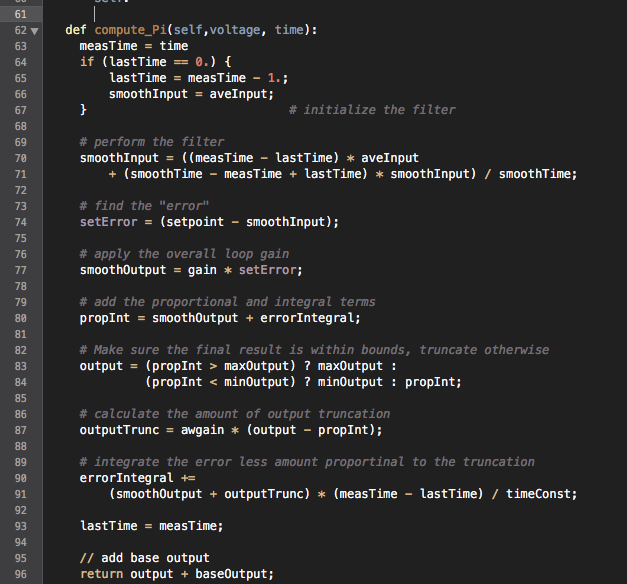 61
62 def compute_Pi(self,voltage, time):
63 measTime = time
64 if (lastTime == 0.) {
65 lastTime = measTime - 1.;
66 smoothInput = aveInput;
67 } # initialize the filter
68
69 # perform the filter
70 smoothInput = ((measTime - lastTime) * aveInput
71 + (smoothTime - measTime + lastTime) * smoothInput) / smoothTime;
72
73 # find the "error"
74 setError = (setpoint - smoothInput);
75
76 # apply the overall loop gain
77 smoothOutput = gain * setError;
78
79 # add the proportional and integral terms
80 propInt = smoothOutput + errorIntegral;
81
82 # Make sure the final result is within bounds, truncate otherwise
83 output = (propInt > maxOutput) ? maxOutput :
84 (propInt < minOutput) ? minOutput : propInt;
85
86 # calculate the amount of output truncation
87 outputTrunc = awgain * (output - propInt);
88
89 # integrate the error less amount proportinal to the truncation
90 errorIntegral +=
91 (smoothOutput + outputTrunc) * (measTime - lastTime) / timeConst;
92
93 lastTime = measTime;
94
95 // add base output
96 return output + baseOutput;